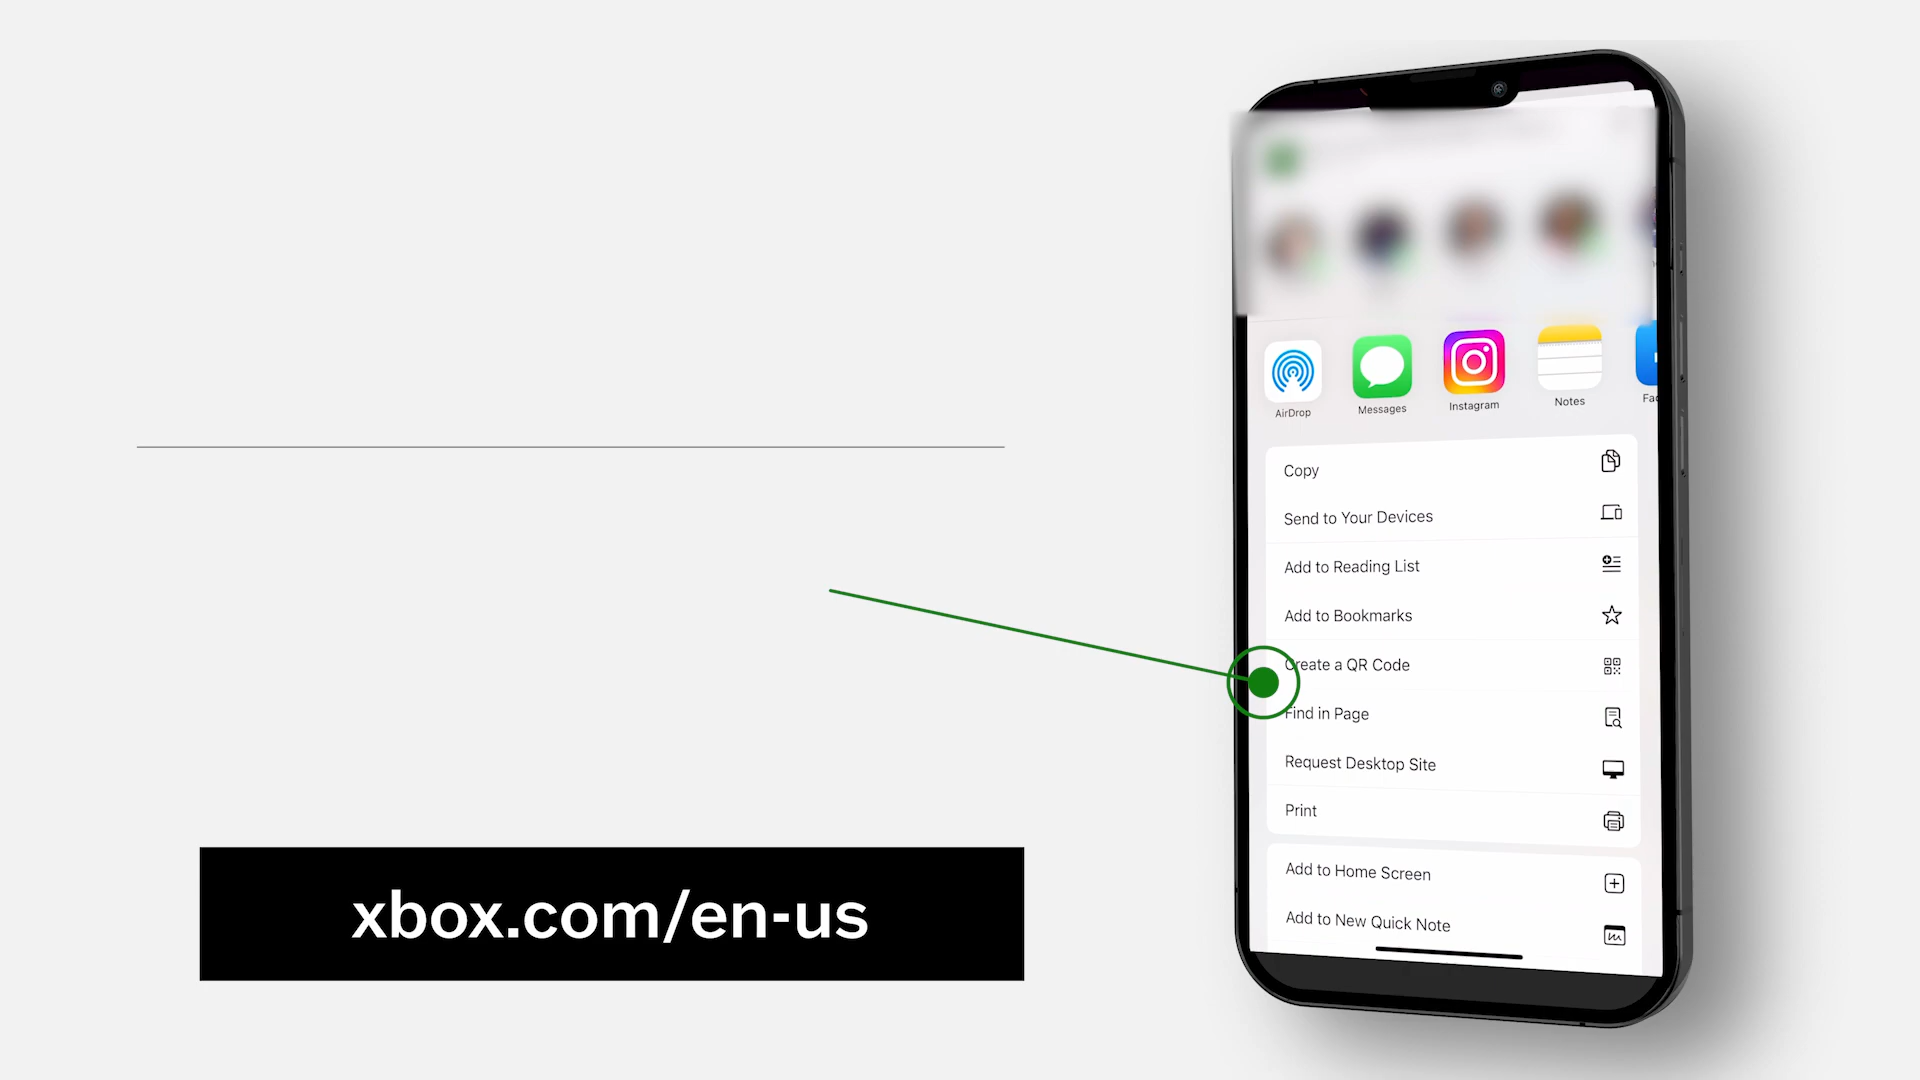 AirDrop
Messages
Instagram
Notes
Copy
Send to Your Devices
Add to Reading List
Add to Bookmarks
Create a QR Code
Find in Page
Request Desktop Site
Print
Add to Home Screen
Add to New Quick Note
xbox.com/en-us